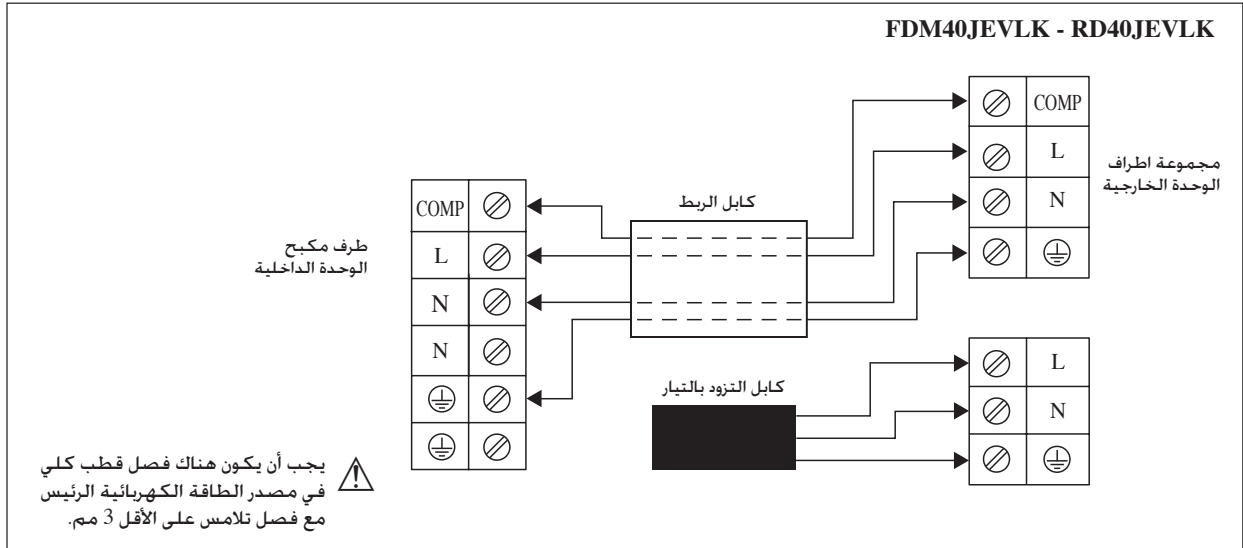 FDM40JEVLK - RD40JEVLK
COMP
L
N
مجموعة اطراف
الوحدة الخارجية
كابل الربط
طرف مكبح
الوحدة الداخلية
COMP
L
N
N
كابل التزود بالتيار
L
N
يجب أن يكون هناك فصل قطب كلي
في مصدر الطاقة الكهربائية الرئيس
مع فصل تلامس على الأقل 3 مم.